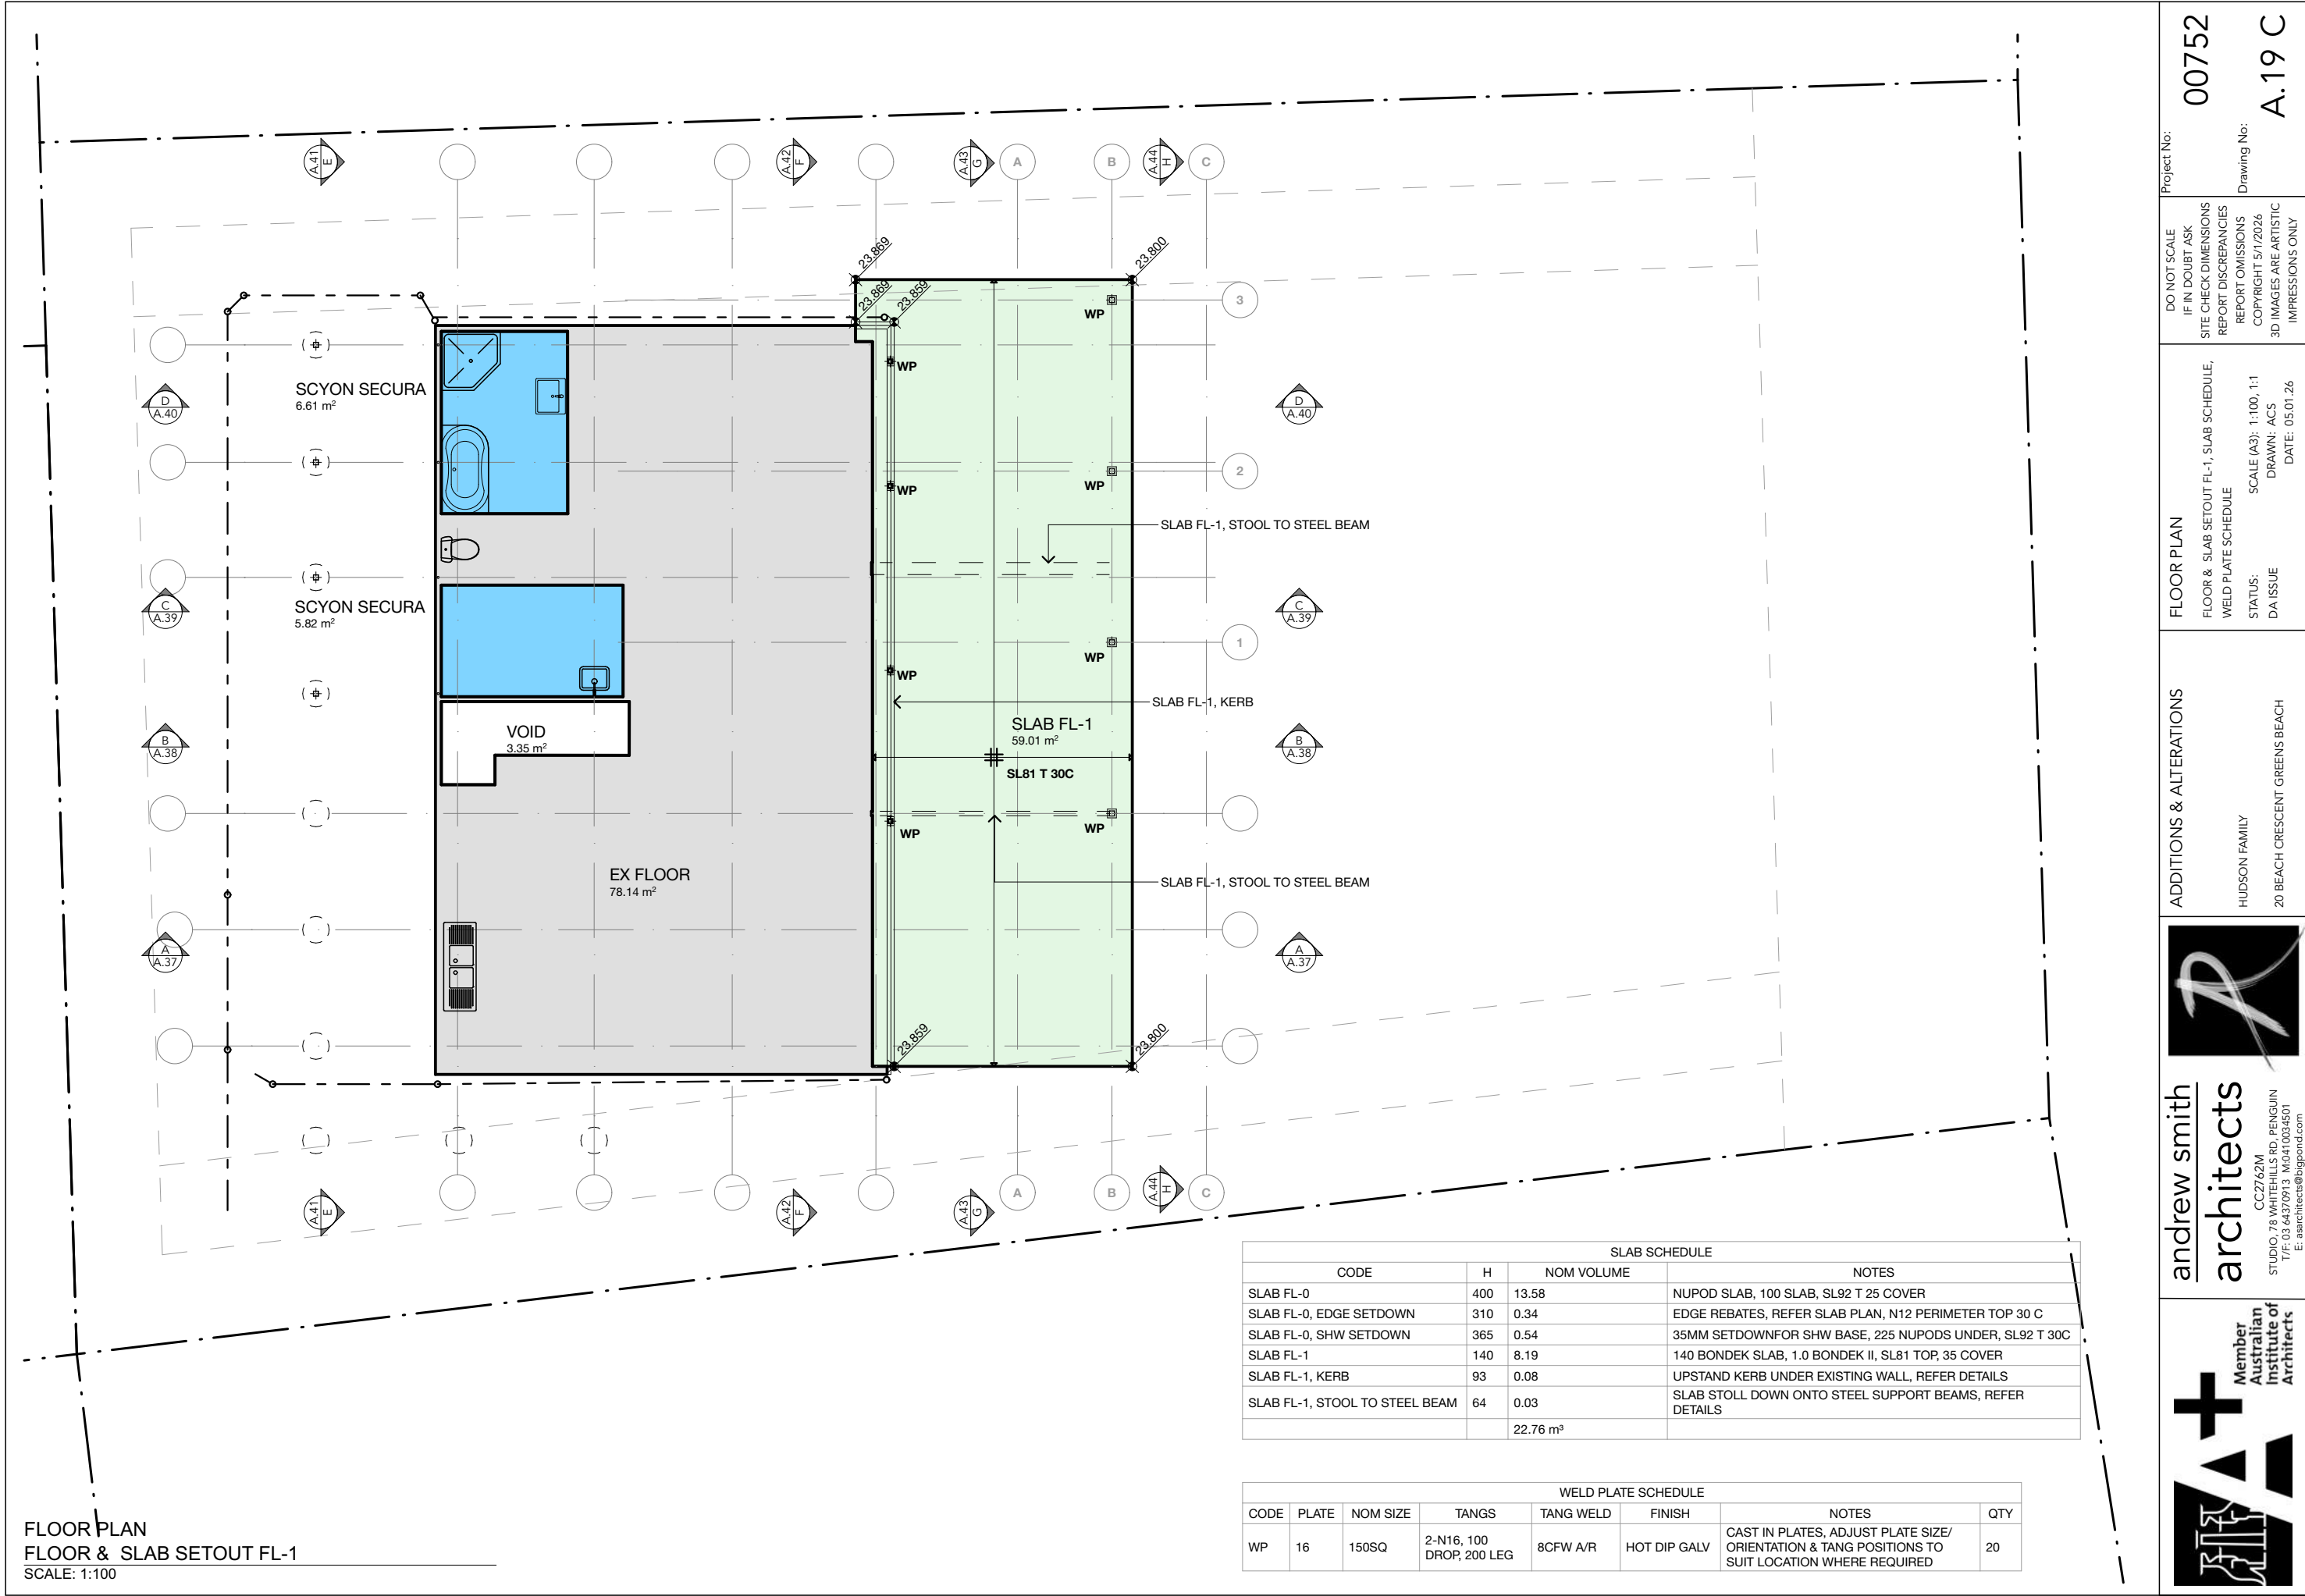 A.41
E
A.42
F
A.43
G
A
B
A.44
H
C
23.869
23.800
23.869
23.859
3
WP
WP
SCYON SECURA
6.61 m²
D
A.40
D
A.40
2
WP
WP
SLAB FL-1, STOOL TO STEEL BEAM
SCYON SECURA
5.82 m²
C
A.39
C
A.39
1
WP
WP
SLAB FL-1, KERB
VOID
3.35 m²
SLAB FL-1
59.01 m²
B
A.38
B
A.38
SL81 T 30C
WP
WP
EX FLOOR
78.14 m²
SLAB FL-1, STOOL TO STEEL BEAM
A
A.37
A
A.37
23.859
23.800
A.41
E
A.42
F
A.43
G
A
B
A.44
H
C
SLAB SCHEDULE
CODE H NOM VOLUME NOTES
SLAB FL-0 400 13.58 NUPOD SLAB, 100 SLAB, SL92 T 25 COVER
SLAB FL-0, EDGE SETDOWN 310 0.34 EDGE REBATES, REFER SLAB PLAN, N12 PERIMETER TOP 30 C
SLAB FL-0, SHW SETDOWN 365 0.54 35MM SETDOWNFOR SHW BASE, 225 NUPODS UNDER, SL92 T 30C
SLAB FL-1 140 8.19 140 BONDEK SLAB, 1.0 BONDEK II, SL81 TOP, 35 COVER
SLAB FL-1, KERB 93 0.08 UPSTAND KERB UNDER EXISTING WALL, REFER DETAILS
SLAB FL-1, STOOL TO STEEL BEAM 64 0.03 SLAB STOLL DOWN ONTO STEEL SUPPORT BEAMS, REFER
DETAILS
22.76 m³
WELD PLATE SCHEDULE
CODE PLATE NOM SIZE TANGS TANG WELD FINISH NOTES QTY
WP 16 150SQ 2-N16, 100 DROP, 200 LEG 8CFW A/R HOT DIP GALV CAST IN PLATES, ADJUST PLATE SIZE/
ORIENTATION & TANG POSITIONS TO
SUIT LOCATION WHERE REQUIRED 20
FLOOR PLAN
FLOOR & SLAB SETOUT FL-1
SCALE: 1:100
Project No:
00752
Drawing No:
A.19 C
DO NOT SCALE
IF IN DOUBT ASK
SITE CHECK DIMENSIONS
REPORT DISCREPANCIES
REPORT OMISSIONS
COPYRIGHT 5/1/2026
3D IMAGES ARE ARTISTIC
IMPRESSIONS ONLY
FLOOR PLAN
FLOOR & SLAB SETOUT FL-1, SLAB SCHEDULE,
WELD PLATE SCHEDULE
STATUS: SCALE (A3): 1:100, 1:1
DA ISSUE DRAWN: ACS
DATE: 05.01.26
ADDITIONS & ALTERATIONS
HUDSON FAMILY
20 BEACH CRESCENT GREENS BEACH
andrew smith
architects
CC2762M
STUDIO, 78 WHITEHILLS RD, PENGUIN
T/F: 03 64370913 M:0410034501
E: asarchitects@bigpond.com
A+
Member
Australian
Institute of
Architects